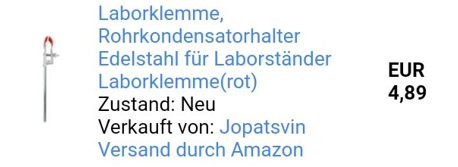 Laborklemme,
Rohrkondensatorhalter
Edelstahl für Laborständer
Laborklemme(rot)
Zustand: Neu
Verkauft von: Jopatsvin
Versand durch Amazon
EUR
4,89